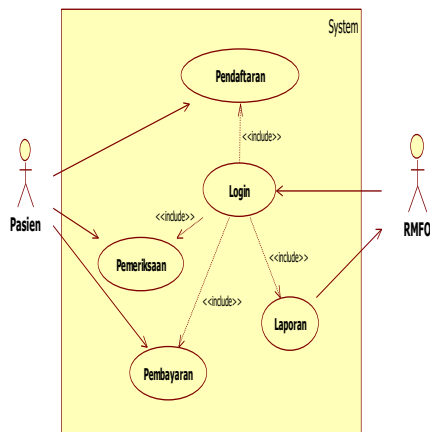 System
Pendaftaran
<<include>>
Login
Pasien
RMFO
<<include>>
Pemeriksaan
<<include>>
<<include>>
Laporan
Pembayaran